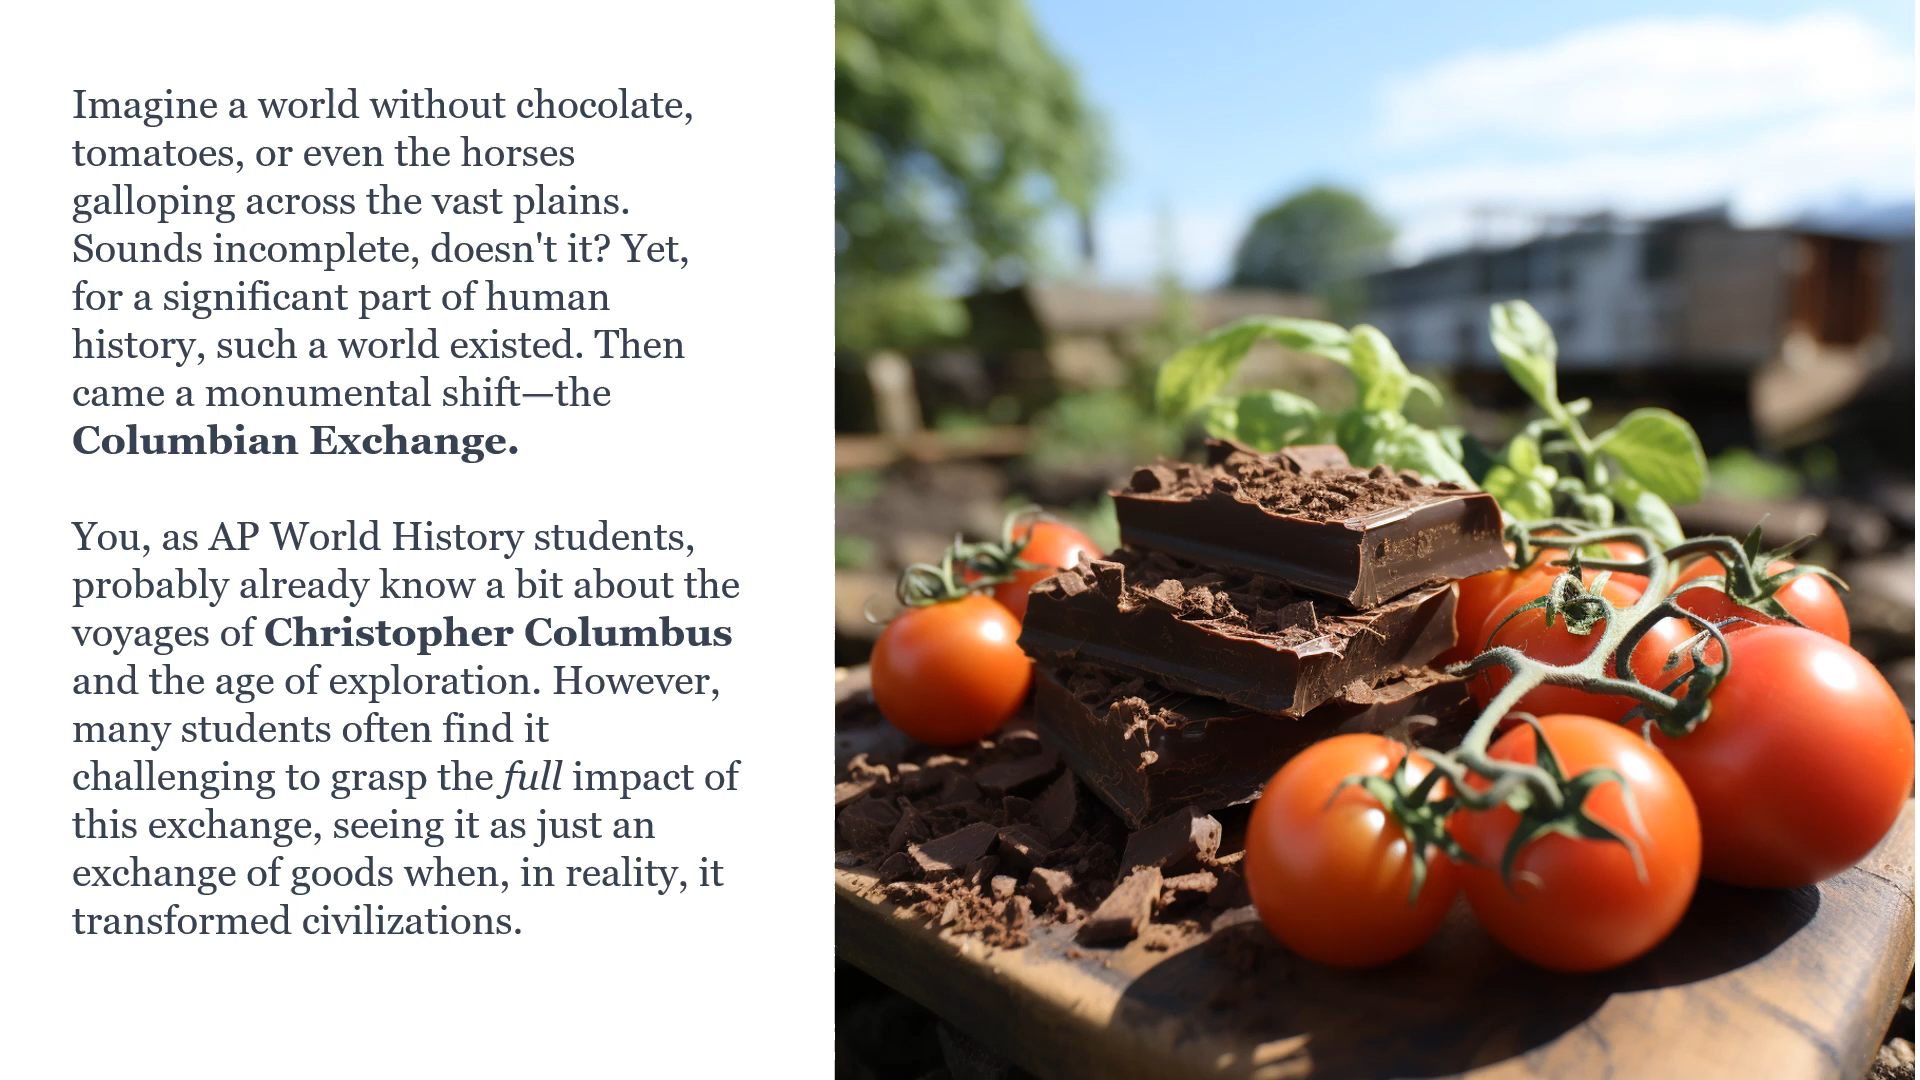 Imagine a world without chocolate,
tomatoes, or even the horses
galloping across the vast plains.
Sounds incomplete, doesn't it? Yet,
for a significant part of human
history, such a world existed. Then
came a monumental shift—the
Columbian Exchange.
You, as AP World History students,
probably already know a bit about the
voyages of Christopher Columbus
and the age of exploration. However,
many students often find it
challenging to grasp the full impact of
this exchange, seeing it as just an
exchange of goods when, in reality, it
transformed civilizations.